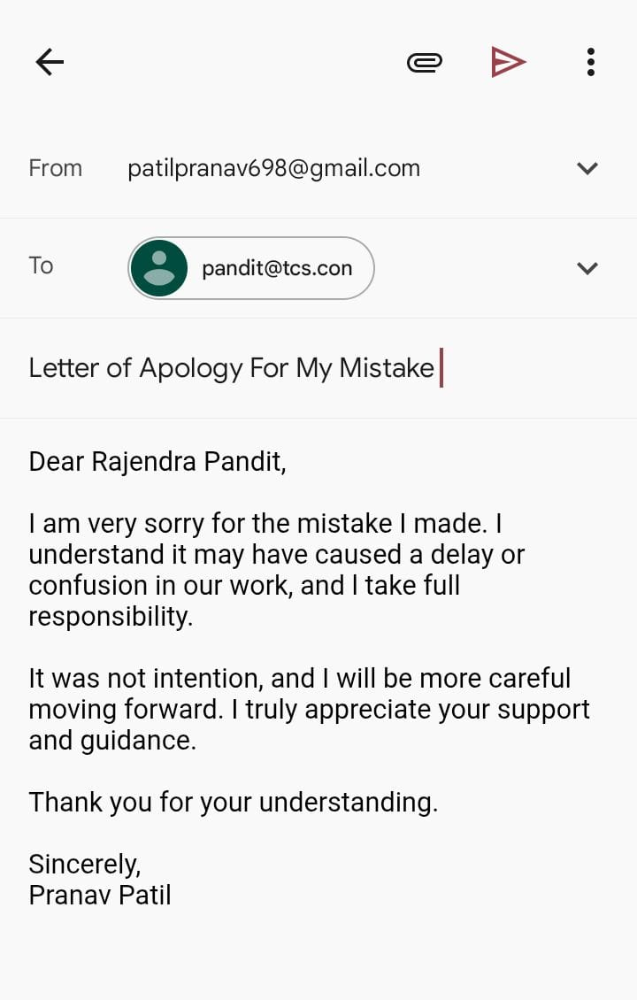 From patilpranav698@gmail.com
To pandit@tcs.con
Letter of Apology For My Mistake
Dear Rajendra Pandit,
I am very sorry for the mistake I made. I
understand it may have caused a delay or
confusion in our work, and I take full
responsibility.
It was not intention, and I will be more careful
moving forward. I truly appreciate your support
and guidance.
Thank you for your understanding.
Sincerely,
Pranav Patil